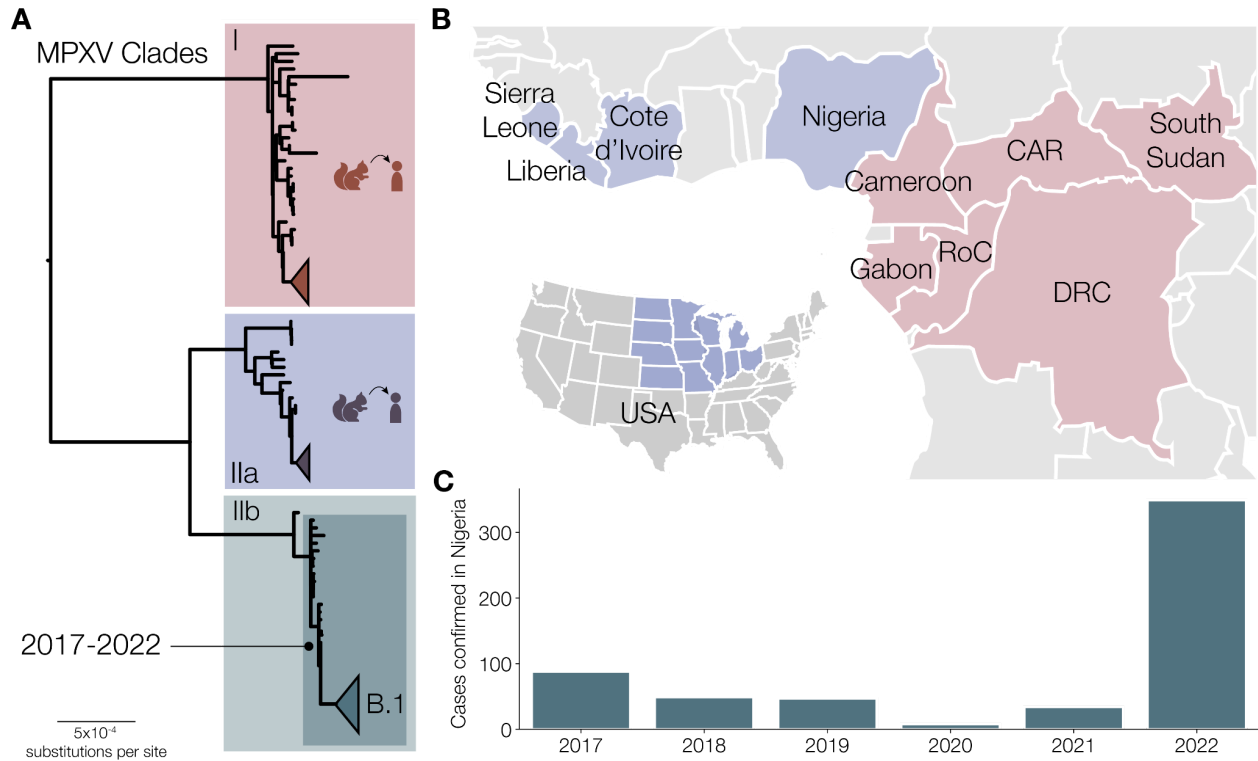 A
MPXV Clades
I
IIa
IIb
2017-2022
B.1
5x10-4
substitutions per site
B
Sierra
Leone
Liberia
Cote
d'Ivoire
Nigeria
Cameroon
CAR
South
Sudan
Gabon
RoC
DRC
USA
C
Cases confirmed in Nigeria
300
200
100
0
2017 2018 2019 2020 2021 2022